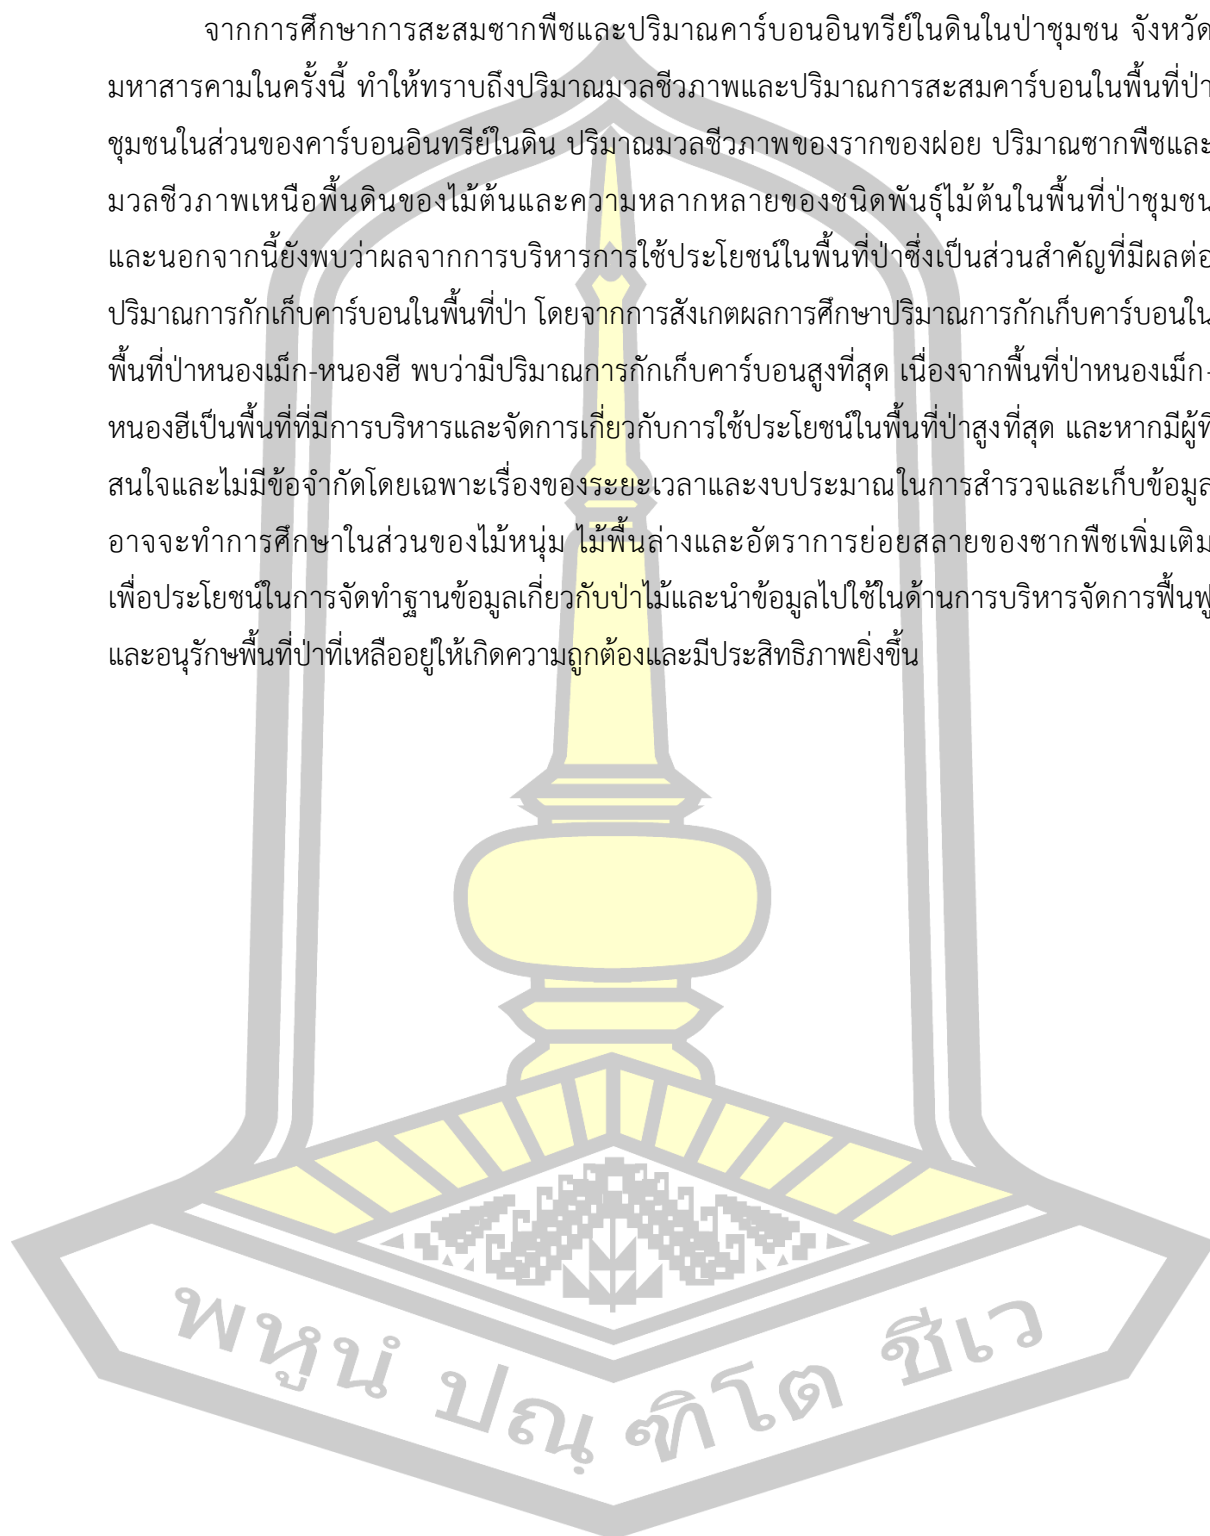 จากการศึกษาการสะสมซากพืชและปริมาณคาร์บอนอินทรีย์ในดินในป่าชุมชน จังหวัด
มหาสารคามในครั้งนี้ ทำให้ทราบถึงปริมาณมวลชีวภาพและปริมาณการสะสมคาร์บอนในพื้นที่ป่า
ชุมชนในส่วนของคาร์บอนอินทรีย์ในดิน ปริมาณมวลชีวภาพของรากของฝอย ปริมาณซากพืชและ
มวลชีวภาพเหนือพื้นดินของไม้ต้นและความหลากหลายของชนิดพันธุ์ไม้ต้นในพื้นที่ป่าชุมชน
และนอกจากนี้ยังพบว่าผลจากการบริหารการใช้ประโยชน์ในพื้นที่ป่าซึ่งเป็นส่วนสำคัญที่มีผลต่อ
ปริมาณการกักเก็บคาร์บอนในพื้นที่ป่า โดยจากการสังเกตผลการศึกษาปริมาณการกักเก็บคาร์บอนใน
พื้นที่ป่าหนองเม็ก-หนองฮี พบว่ามีปริมาณการกักเก็บคาร์บอนสูงที่สุด เนื่องจากพื้นที่ป่าหนองเม็ก-
หนองฮีเป็นพื้นที่ที่มีการบริหารและจัดการเกี่ยวกับการใช้ประโยชน์ในพื้นที่ป่าสูงที่สุด และหากมีผู้ที่
สนใจและไม่มีข้อจำกัดโดยเฉพาะเรื่องของระยะเวลาและงบประมาณในการสำรวจและเก็บข้อมูล
อาจจะทำการศึกษาในส่วนของไม้หนุ่ม ไม้พื้นล่างและอัตราการย่อยสลายของซากพืชเพิ่มเติม
เพื่อประโยชน์ในการจัดทำฐานข้อมูลเกี่ยวกับป่าไม้และนำข้อมูลไปใช้ในด้านการบริหารจัดการฟื้นฟู
และอนุรักษพื้นที่ป่าที่เหลืออยู่ให้เกิดความถูกต้องและมีประสิทธิภาพยิ่งขึ้น
พหูนํ ปณฺฑิโต ชีเว